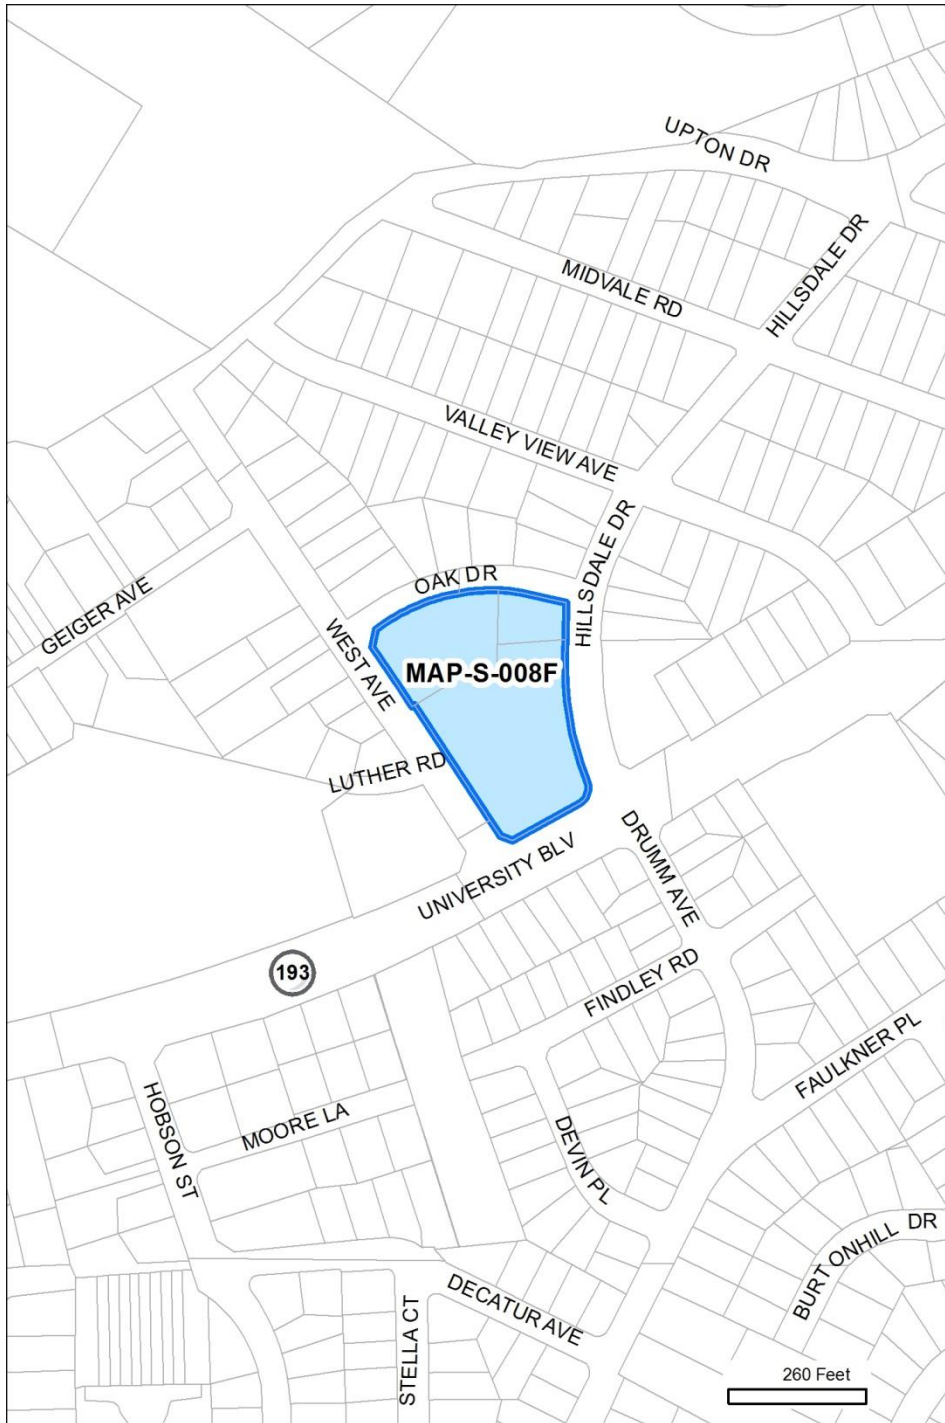 UPTON DR
HILLSDALE DR
MIDVALE RD
VALLEY VIEW AVE
HILLSDALE DR
OAK DR
GEIGER AVE
WEST AVE
MAP-S-008F
LUTHER RD
UNIVERSITY BLV
DRUMM AVE
193
FINDLEY RD
FAULKNER PL
HOBSON ST
MOORE LA
DEVIN PL
BURTONHILL DR
DECATUR AVE
STELLA CT
260 Feet